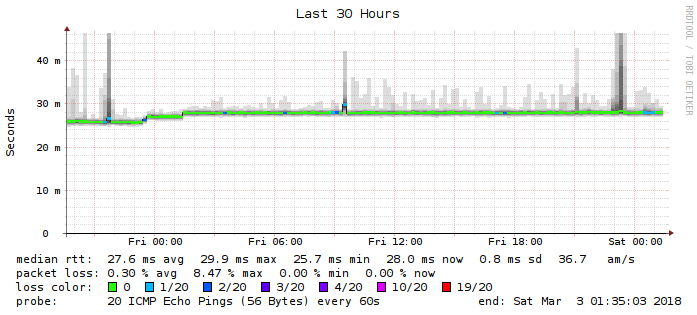 Last 30 Hours
RRDTOOL / TOBI OETIKER
Seconds
40 m
30 m
20 m
10 m
0
Fri 00:00 Fri 06:00 Fri 12:00 Fri 18:00 Sat 00:00
median rtt: 27.6 ms avg 29.9 ms max 25.7 ms min 28.0 ms now 0.8 ms sd 36.7 am/s
packet loss: 0.30 % avg 8.47 % max 0.00 % min 0.00 % now
loss color: 0 1/20 2/20 3/20 4/20 10/20 19/20
probe: 20 ICMP Echo Pings (56 Bytes) every 60s end: Sat Mar 3 01:35:03 2018